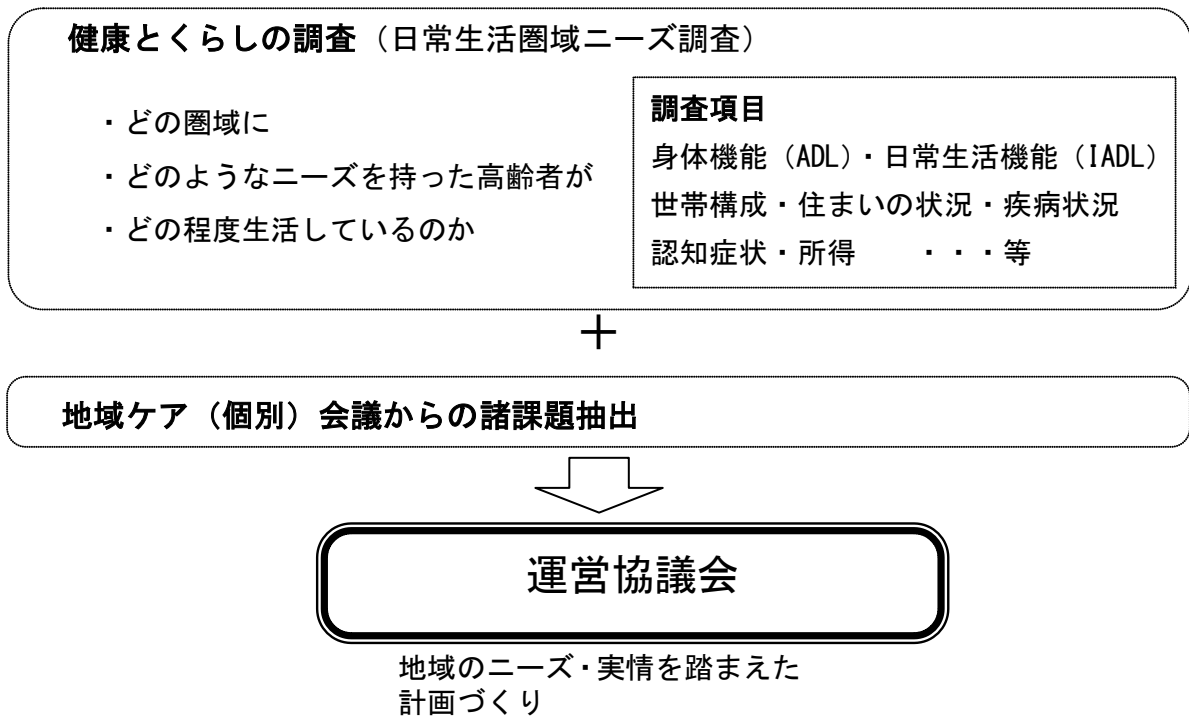 健康とくらしの調査（日常生活圏域ニーズ調査）
・どの圏域に
・どのようなニーズを持った高齢者が
・どの程度生活しているのか
調査項目
身体機能（ADL）・日常生活機能（IADL）
世帯構成・住まいの状況・疾病状況
認知症状・所得　　・・・等
＋
地域ケア（個別）会議からの諸課題抽出
運営協議会
地域のニーズ・実情を踏まえた
計画づくり